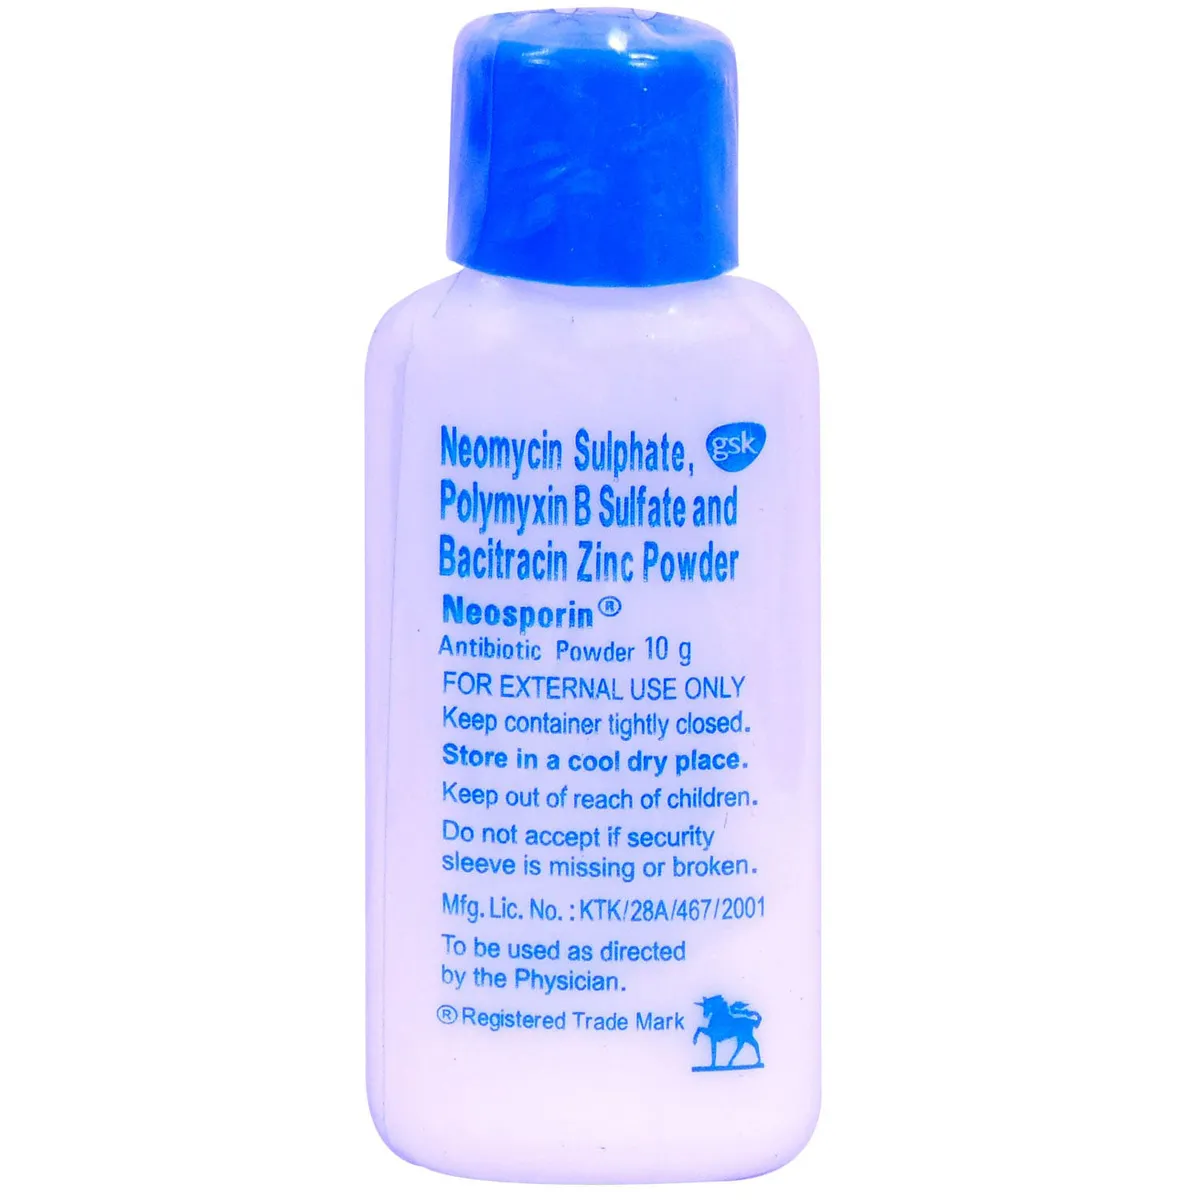 Neomycin Sulphate,
gsk
Polymyxin B Sulfate and
Bacitracin Zinc Powder
Neosporin®
Antibiotic Powder 10 g
FOR EXTERNAL USE ONLY
Keep container tightly closed.
Store in a cool dry place.
Keep out of reach of children.
Do not accept if security
sleeve is missing or broken.
Mfg. Lic. No. : KTK/28A/467/2001
To be used as directed
by the Physician.
® Registered Trade Mark